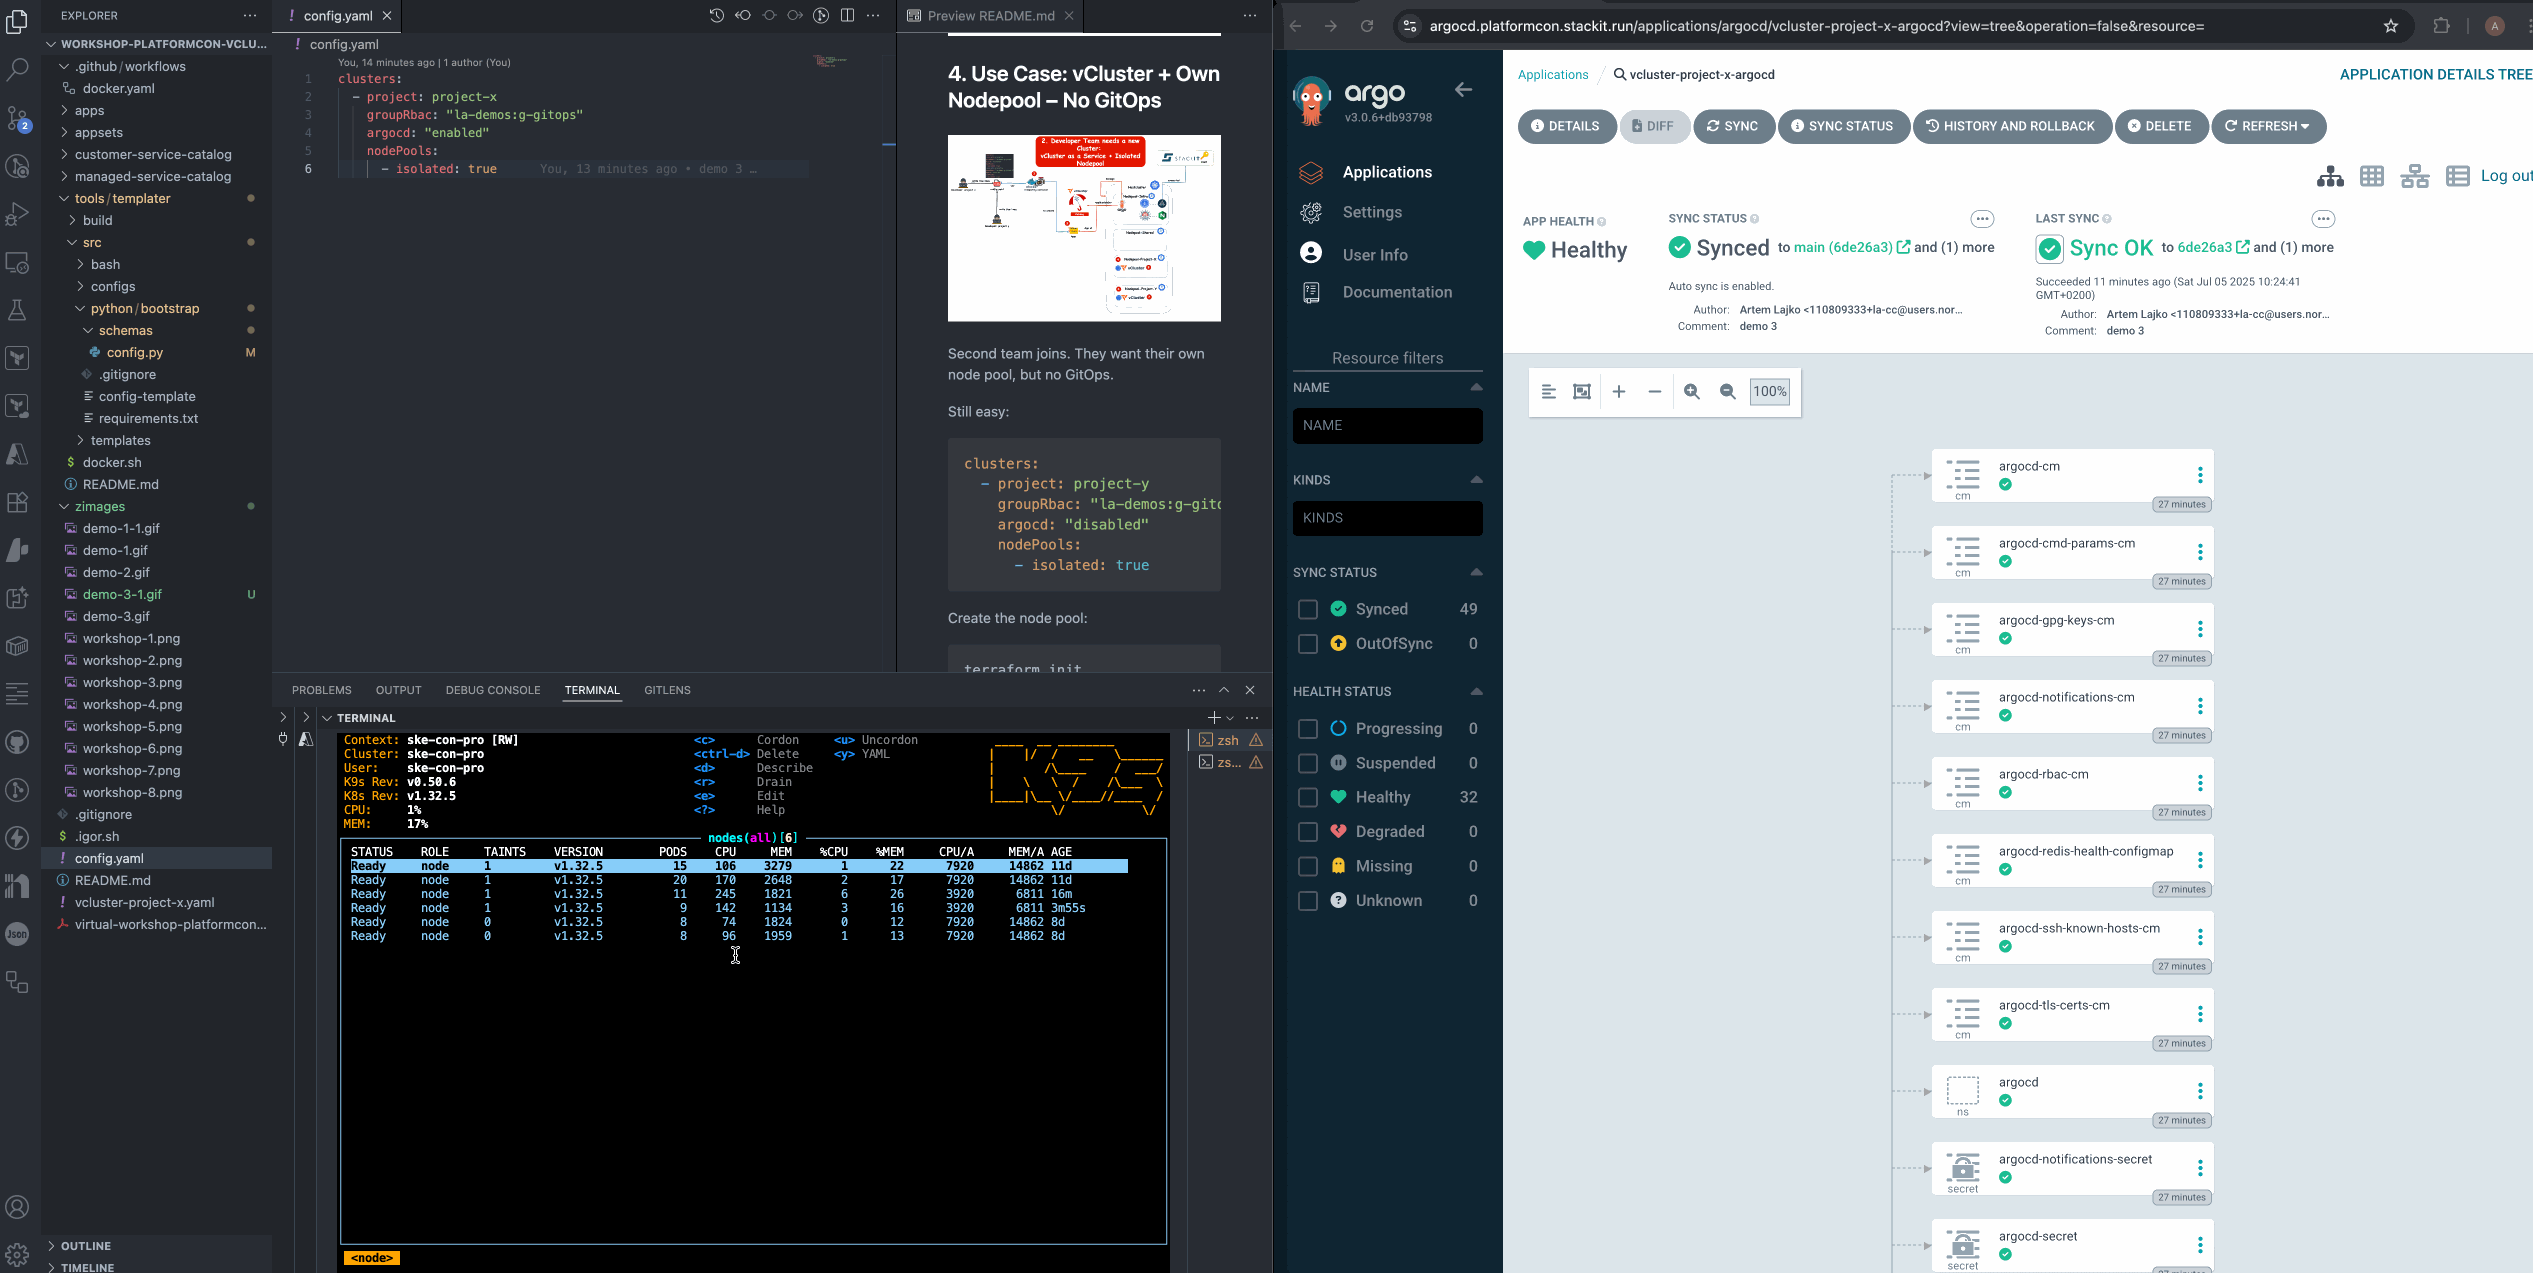 EXPLORER
WORKSHOP-PLATFORMCON-VCLU...
.github/workflows
docker.yaml
apps
appsets
customer-service-catalog
managed-service-catalog
tools/templater
build
src
bash
configs
python/bootstrap
schemas
config.py M
.gitignore
config-template
requirements.txt
templates
docker.sh
README.md
zimages
demo-1-1.gif
demo-1.gif
demo-2.gif
demo-3-1.gif U
demo-3.gif
workshop-1.png
workshop-2.png
workshop-3.png
workshop-4.png
workshop-5.png
workshop-6.png
workshop-7.png
workshop-8.png
.gitignore
.igor.sh
config.yaml
README.md
vcluster-project-x.yaml
virtual-workshop-platformcon...
OUTLINE
TIMELINE
2
Json
config.yaml
config.yaml
You, 14 minutes ago | 1 author (You)
1 clusters:
2 - project: project-x
3 groupRbac: "la-demos:g-gitops"
4 argocd: "enabled"
5 nodePools:
6 - isolated: true You, 13 minutes ago • demo 3 …
Preview README.md
4. Use Case: vCluster + Own
Nodepool – No GitOps
2. Developer Team needs a new
Cluster:
vCluster as a Service + Isolated
Nodepool
STACKIT
Second team joins. They want their own
node pool, but no GitOps.
Still easy:
clusters:
- project: project-y
groupRbac: "la-demos:g-gito
argocd: "disabled"
nodePools:
- isolated: true
Create the node pool:
terraform init
PROBLEMS OUTPUT DEBUG CONSOLE TERMINAL GITLENS
TERMINAL
zsh
zs...
Context: ske-con-pro [RW] <c> Cordon <u> Uncordon
Cluster: ske-con-pro <ctrl-d> Delete <y> YAML
User: ske-con-pro <d> Describe
K9s Rev: v0.50.6 <r> Drain
K8s Rev: v1.32.5 <e> Edit
CPU: 1% <?> Help
MEM: 17%
nodes(all)[6]
STATUS ROLE TAINTS VERSION PODS CPU MEM %CPU %MEM CPU/A MEM/A AGE
Ready node 1 v1.32.5 15 106 3279 1 22 7920 14862 11d
Ready node 1 v1.32.5 20 170 2648 2 17 7920 14862 11d
Ready node 1 v1.32.5 11 245 1821 6 26 3920 6811 16m
Ready node 1 v1.32.5 9 142 1134 3 16 3920 6811 3m55s
Ready node 0 v1.32.5 8 74 1824 0 12 7920 14862 8d
Ready node 0 v1.32.5 8 96 1959 1 13 7920 14862 8d
<node>
argocd.platformcon.stackit.run/applications/argocd/vcluster-project-x-argocd?view=tree&operation=false&resource=
A
argo
v3.0.6+db93798
Applications
Settings
User Info
Documentation
Resource filters
NAME
NAME
KINDS
KINDS
SYNC STATUS
Synced 49
OutOfSync 0
HEALTH STATUS
Progressing 0
Suspended 0
Healthy 32
Degraded 0
Missing 0
Unknown 0
Applications / vcluster-project-x-argocd
APPLICATION DETAILS TREE
DETAILS DIFF SYNC SYNC STATUS HISTORY AND ROLLBACK DELETE REFRESH
Log out
APP HEALTH
Healthy
SYNC STATUS
Synced to main (6de26a3) and (1) more
Auto sync is enabled.
Author: Artem Lajko <110809333+la-cc@users.nor...
Comment: demo 3
LAST SYNC
Sync OK to 6de26a3 and (1) more
Succeeded 11 minutes ago (Sat Jul 05 2025 10:24:41
GMT+0200)
Author: Artem Lajko <110809333+la-cc@users.nor...
Comment: demo 3
100%
argocd-cm
cm
27 minutes
argocd-cmd-params-cm
cm
27 minutes
argocd-gpg-keys-cm
cm
27 minutes
argocd-notifications-cm
cm
27 minutes
argocd-rbac-cm
cm
27 minutes
argocd-redis-health-configmap
cm
27 minutes
argocd-ssh-known-hosts-cm
cm
27 minutes
argocd-tls-certs-cm
cm
27 minutes
argocd
ns
27 minutes
argocd-notifications-secret
secret
27 minutes
argocd-secret
secret
27 minutes